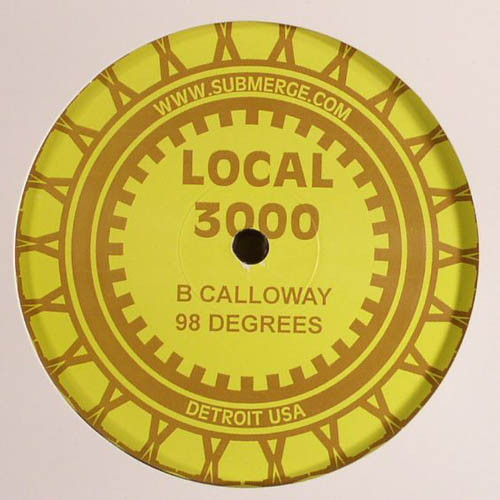 WWW.SUBMERGE.COM
LOCAL
3000
B CALLOWAY
98 DEGREES
DETROIT USA